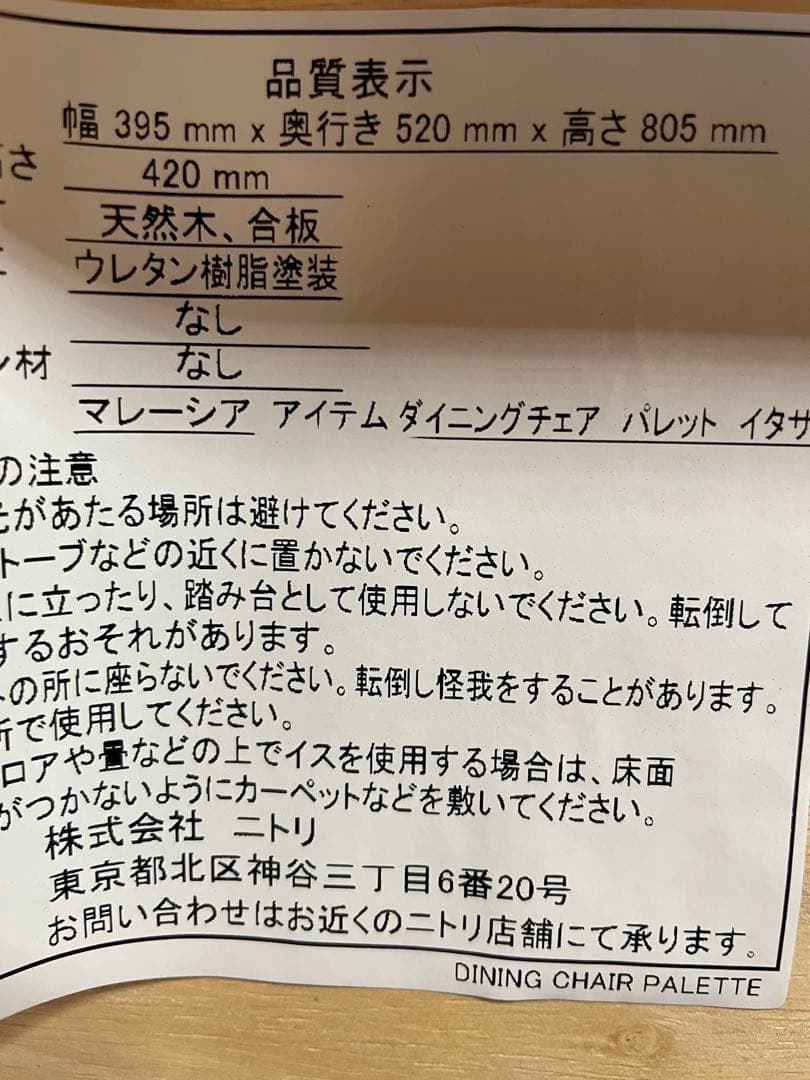 品質表示
幅 395 mm x 奥行き 520 mm x 高さ 805 mm
さ 420 mm
天然木、合板
ウレタン樹脂塗装
なし
ン材 なし
マレーシア アイテム ダイニングチェア パレット イタザ
の注意
があたる場所は避けてください。
トーブなどの近くに置かないでください。
に立ったり、踏み台として使用しないでください。転倒して
するおそれがあります。
の所に座らないでください。転倒し怪我をすることがあります。
所で使用してください。
ロアや畳などの上でイスを使用する場合は、床面
がつかないようにカーペットなどを敷いてください。
株式会社 ニトリ
東京都北区神谷三丁目6番20号
お問い合わせはお近くのニトリ店舗にて承ります。
DINING CHAIR PALETTE